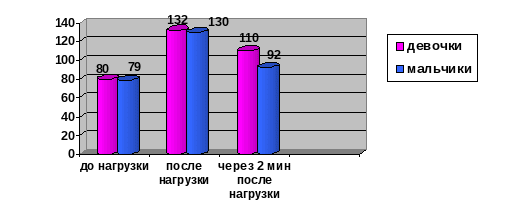 140
120
100
80
60
40
20
0
80
79
132
130
110
92
до нагрузки
после
нагрузки
через 2 мин
после
нагрузки
девочки
мальчики